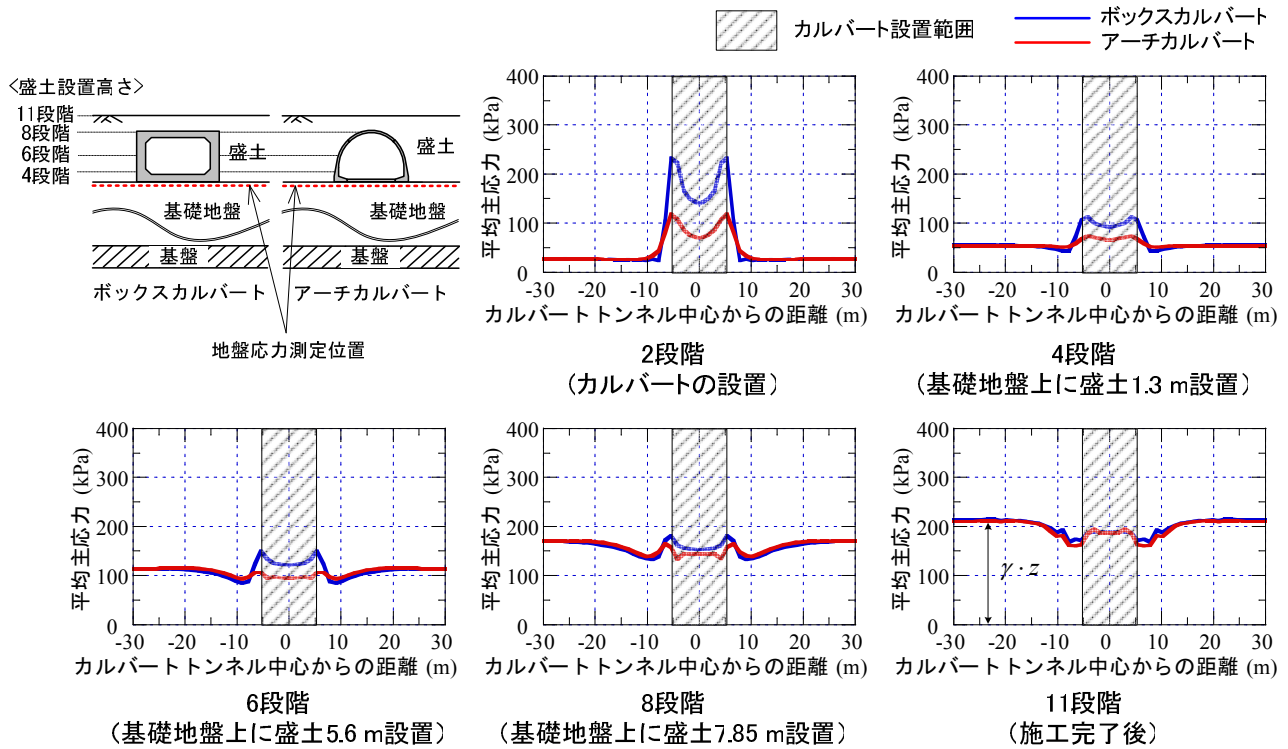 カルバート設置範囲
ボックスカルバート
アーチカルバート
<盛土設置高さ>
11段階
8段階
6段階
4段階
盛土
盛土
基礎地盤
基礎地盤
基盤
基盤
ボックスカルバート
アーチカルバート
地盤応力測定位置
平均主応力 (kPa)
400
300
200
100
0
-30 -20 -10 0 10 20 30
カルバートトンネル中心からの距離 (m)
2段階
(カルバートの設置)
平均主応力 (kPa)
400
300
200
100
0
-30 -20 -10 0 10 20 30
カルバートトンネル中心からの距離 (m)
4段階
(基礎地盤上に盛土1.3 m設置)
平均主応力 (kPa)
400
300
200
100
0
-30 -20 -10 0 10 20 30
カルバートトンネル中心からの距離 (m)
6段階
(基礎地盤上に盛土5.6 m設置)
平均主応力 (kPa)
400
300
200
100
0
-30 -20 -10 0 10 20 30
カルバートトンネル中心からの距離 (m)
8段階
(基礎地盤上に盛土7.85 m設置)
平均主応力 (kPa)
400
300
200
100
0
γ · z
-30 -20 -10 0 10 20 30
カルバートトンネル中心からの距離 (m)
11段階
(施工完了後)